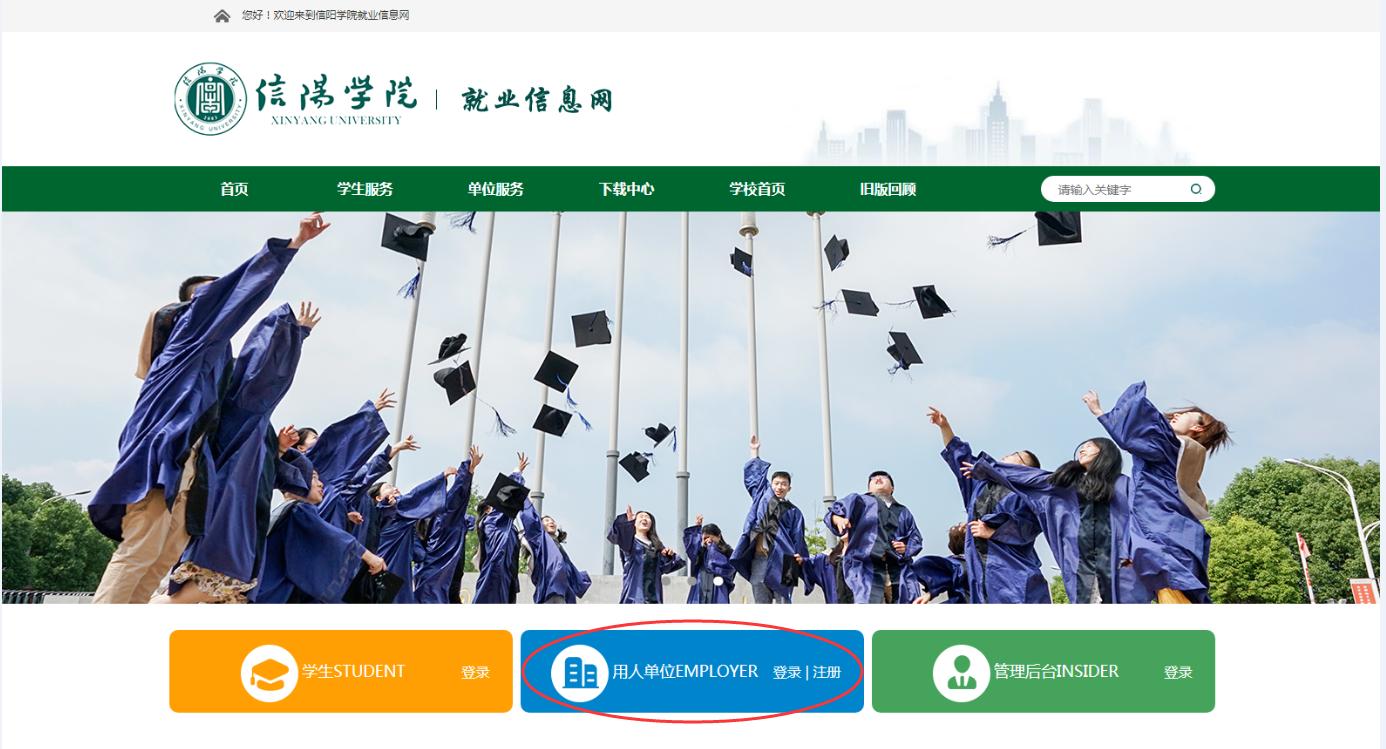 您好！欢迎来到信阳学院就业信息网
信阳学院 | 就业信息网
XINYANG UNIVERSITY
首页 学生服务 单位服务 下载中心 学校首页 旧版回顾 请输入关键字
学生STUDENT 登录 用人单位EMPLOYER 登录 | 注册 管理后台INSIDER 登录